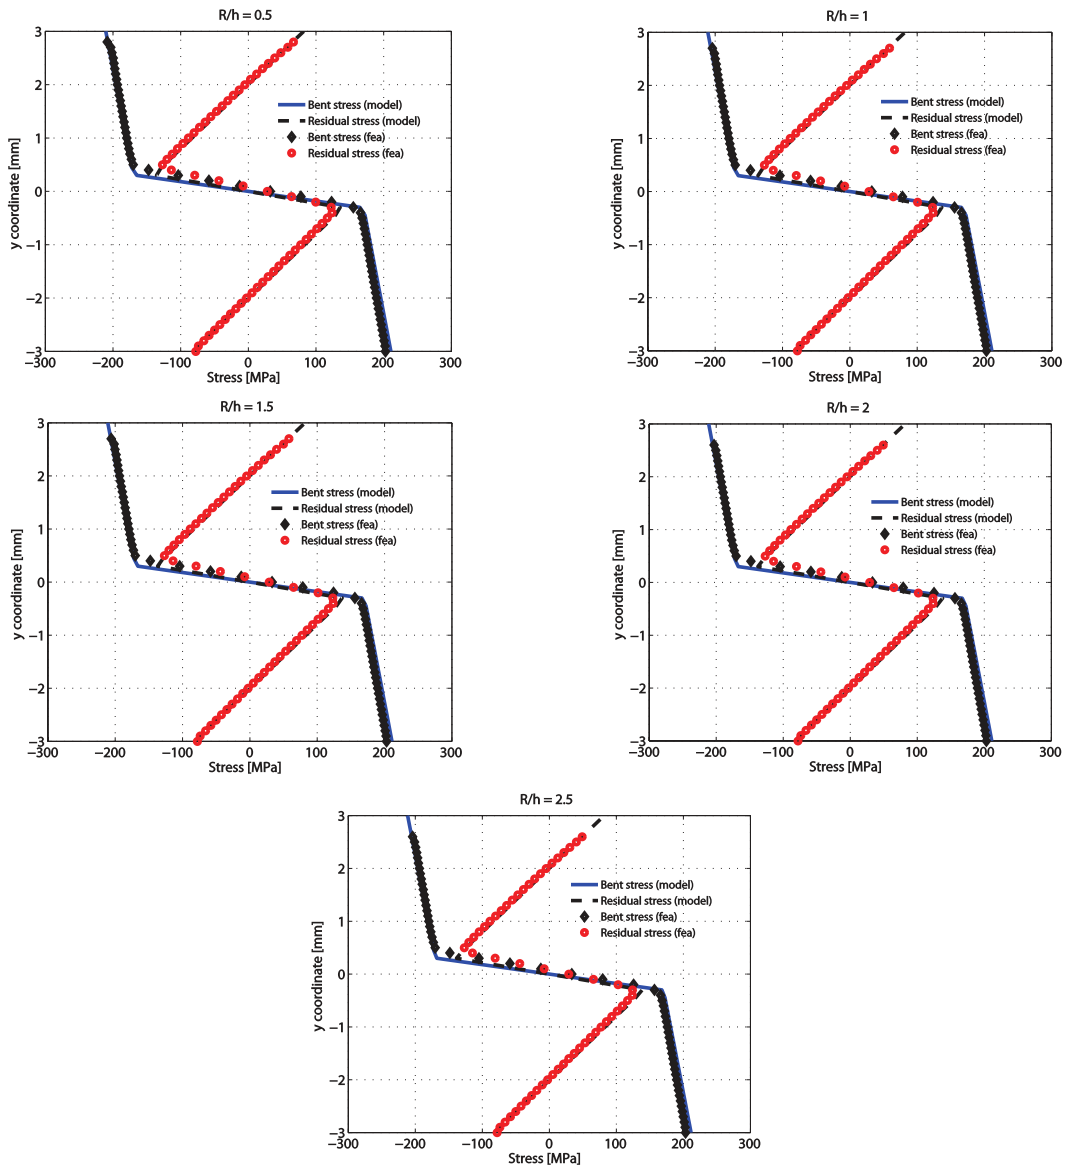 R/h = 0.5
3
2
1
0
−1
−2
−3
y coordinate [mm]
Bent stress (model)
Residual stress (model)
Bent stress (fea)
Residual stress (fea)
−300 −200 −100 0 100 200 300
Stress [MPa]
R/h = 1
3
2
1
0
−1
−2
−3
y coordinate [mm]
Bent stress (model)
Residual stress (model)
Bent stress (fea)
Residual stress (fea)
−300 −200 −100 0 100 200 300
Stress [MPa]
R/h = 1.5
3
2
1
0
−1
−2
−3
y coordinate [mm]
Bent stress (model)
Residual stress (model)
Bent stress (fea)
Residual stress (fea)
−300 −200 −100 0 100 200 300
Stress [MPa]
R/h = 2
3
2
1
0
−1
−2
−3
y coordinate [mm]
Bent stress (model)
Residual stress (model)
Bent stress (fea)
Residual stress (fea)
−300 −200 −100 0 100 200 300
Stress [MPa]
R/h = 2.5
3
2
1
0
−1
−2
−3
y coordinate [mm]
Bent stress (model)
Residual stress (model)
Bent stress (fea)
Residual stress (fea)
−300 −200 −100 0 100 200 300
Stress [MPa]